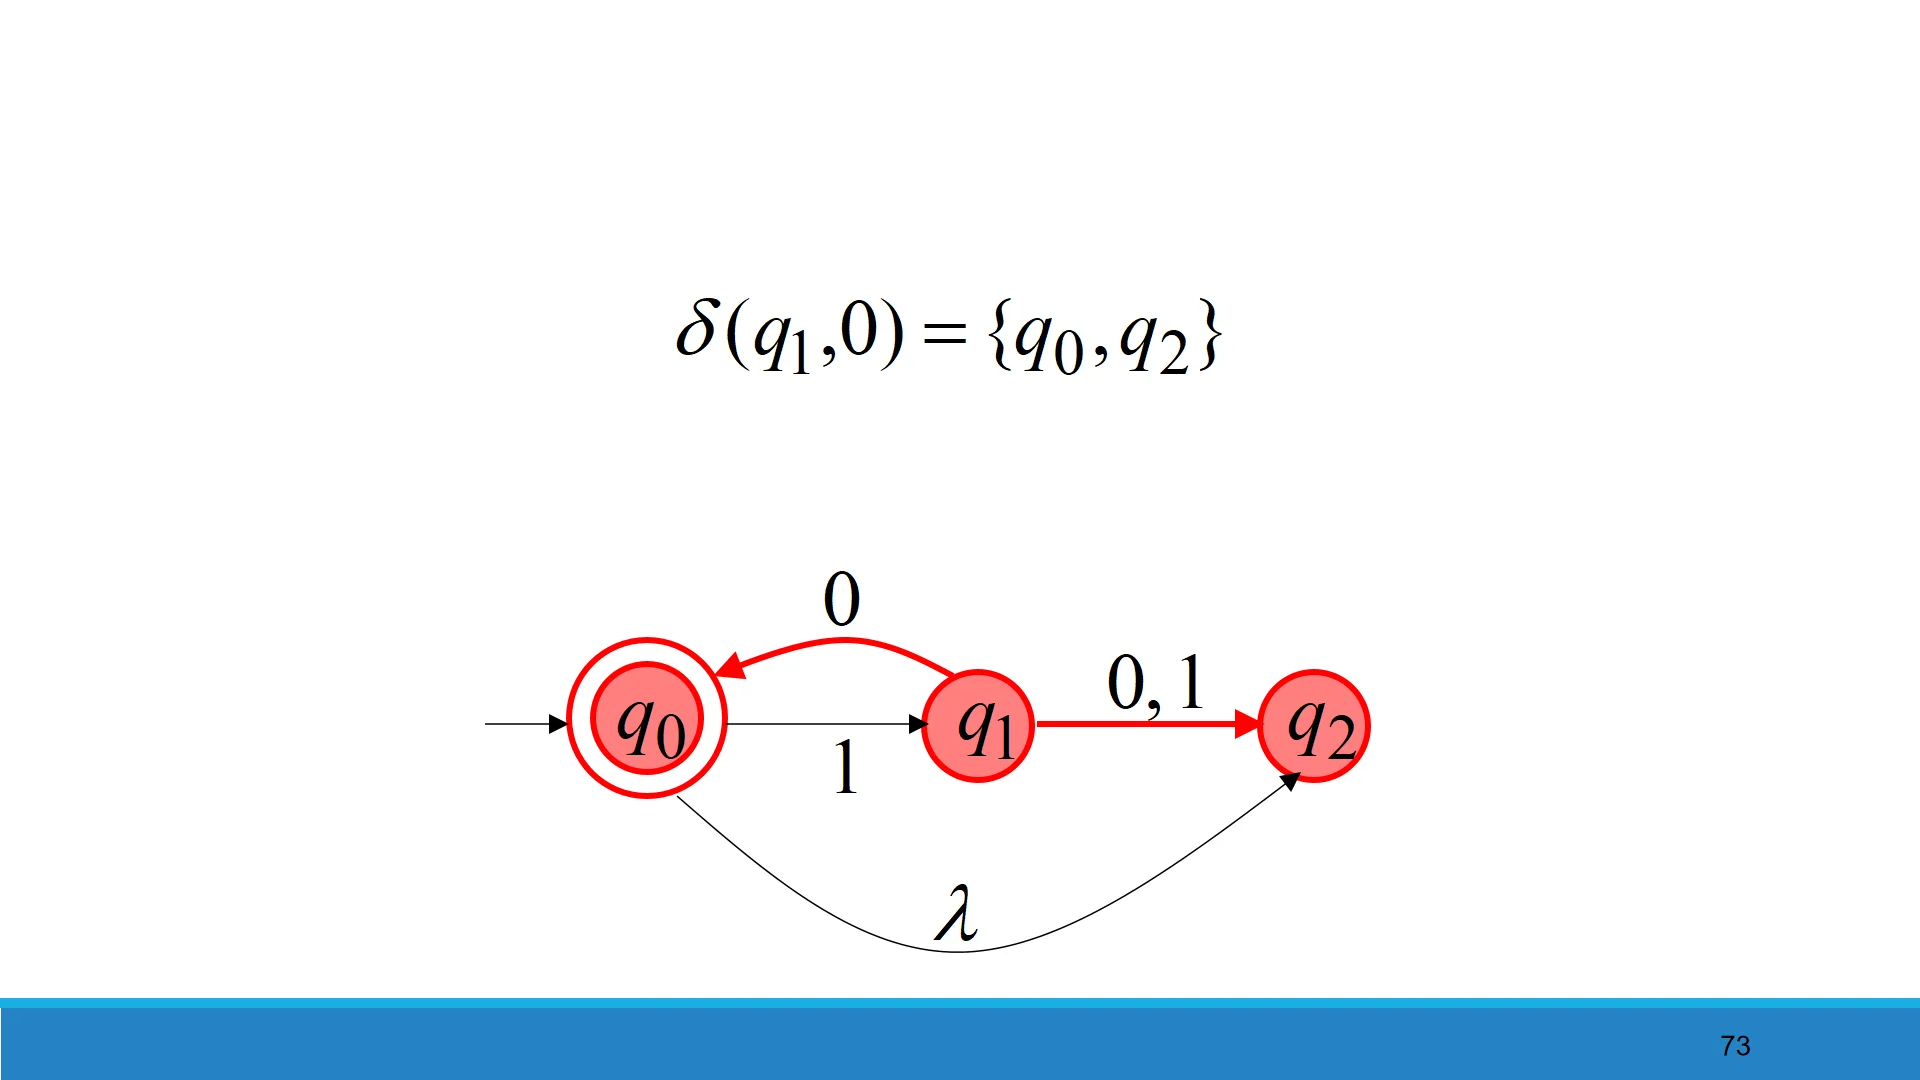 δ(q₁,0) = {q₀,q₂}
0
0,1
q₀ q₁ q₂
1
λ
73